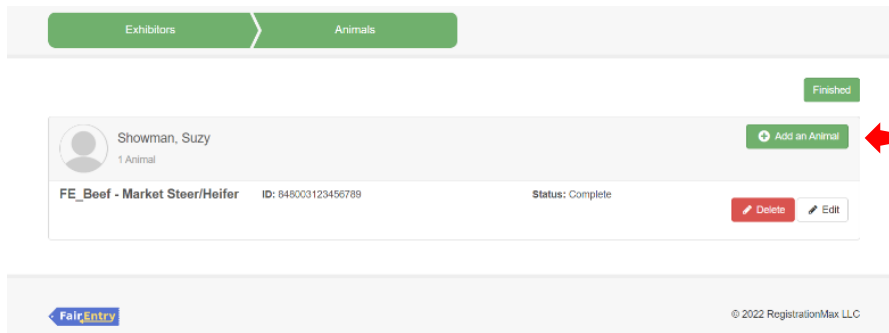 Exhibitors
Animals
Finished
Showman, Suzy
1 Animal
Add an Animal
FE_Beef - Market Steer/Heifer ID: 848003123456789 Status: Complete
Delete Edit
FairEntry
© 2022 RegistrationMax LLC